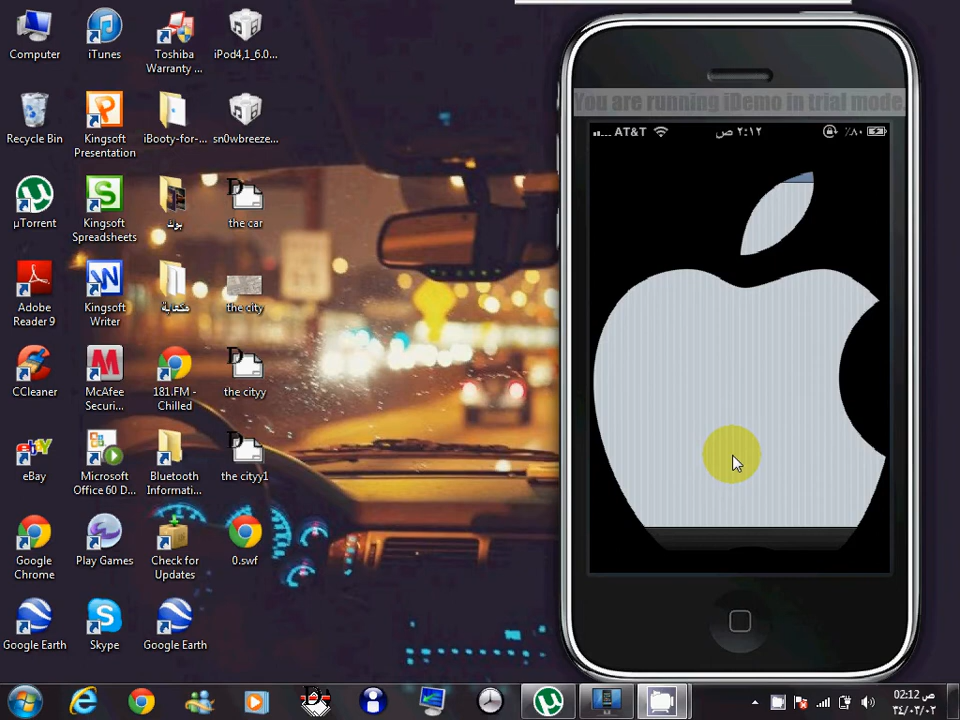 Computer
iTunes
Toshiba
Warranty ...
iPod4,1_6.0...
Recycle Bin
Kingsoft
Presentation
iBooty-for-...
sn0wbreeze...
µTorrent
Kingsoft
Spreadsheets
بوت
the car
Adobe
Reader 9
Kingsoft
Writer
the city
CCleaner
McAfee
Securi...
181.FM -
Chilled
the cityy
eBay
Microsoft
Office 60 D...
Bluetooth
Informati...
the cityy1
Google
Chrome
Play Games
Check for
Updates
0.swf
Google Earth
Skype
Google Earth
You are running iDemo in trial mode.
AT&T
٢:١٢ ص
٪٨٠
02:12 ص
٣٤/٠٣/٠٢